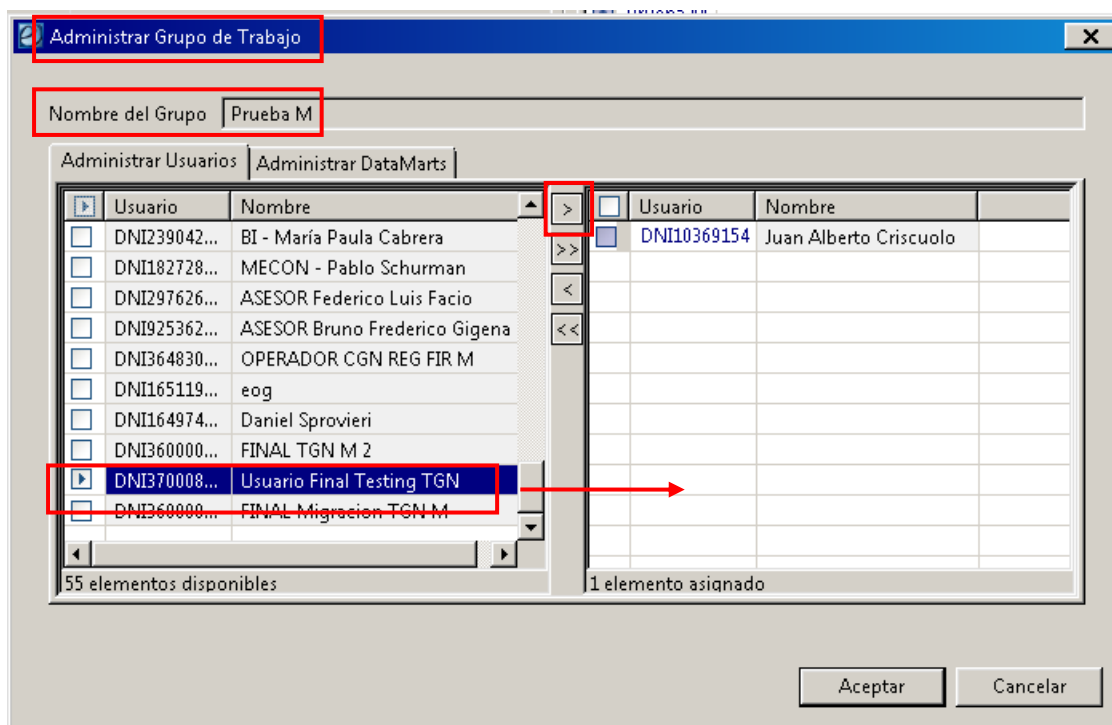 Administrar Grupo de Trabajo
Nombre del Grupo Prueba M
Administrar Usuarios Administrar DataMarts
Usuario Nombre > Usuario Nombre
DNI239042... BI - María Paula Cabrera >> DNI10369154 Juan Alberto Criscuolo
DNI182728... MECON - Pablo Schurman
DNI297626... ASESOR Federico Luis Facio <
DNI925362... ASESOR Bruno Frederico Gigena <<
DNI364830... OPERADOR CGN REG FIR M
DNI165119... eog
DNI164974... Daniel Sprovieri
DNI360000... FINAL TGN M 2
DNI370008... Usuario Final Testing TGN
DNI360000... FINAL Migracion TGN M
55 elementos disponibles 1 elemento asignado
Aceptar Cancelar